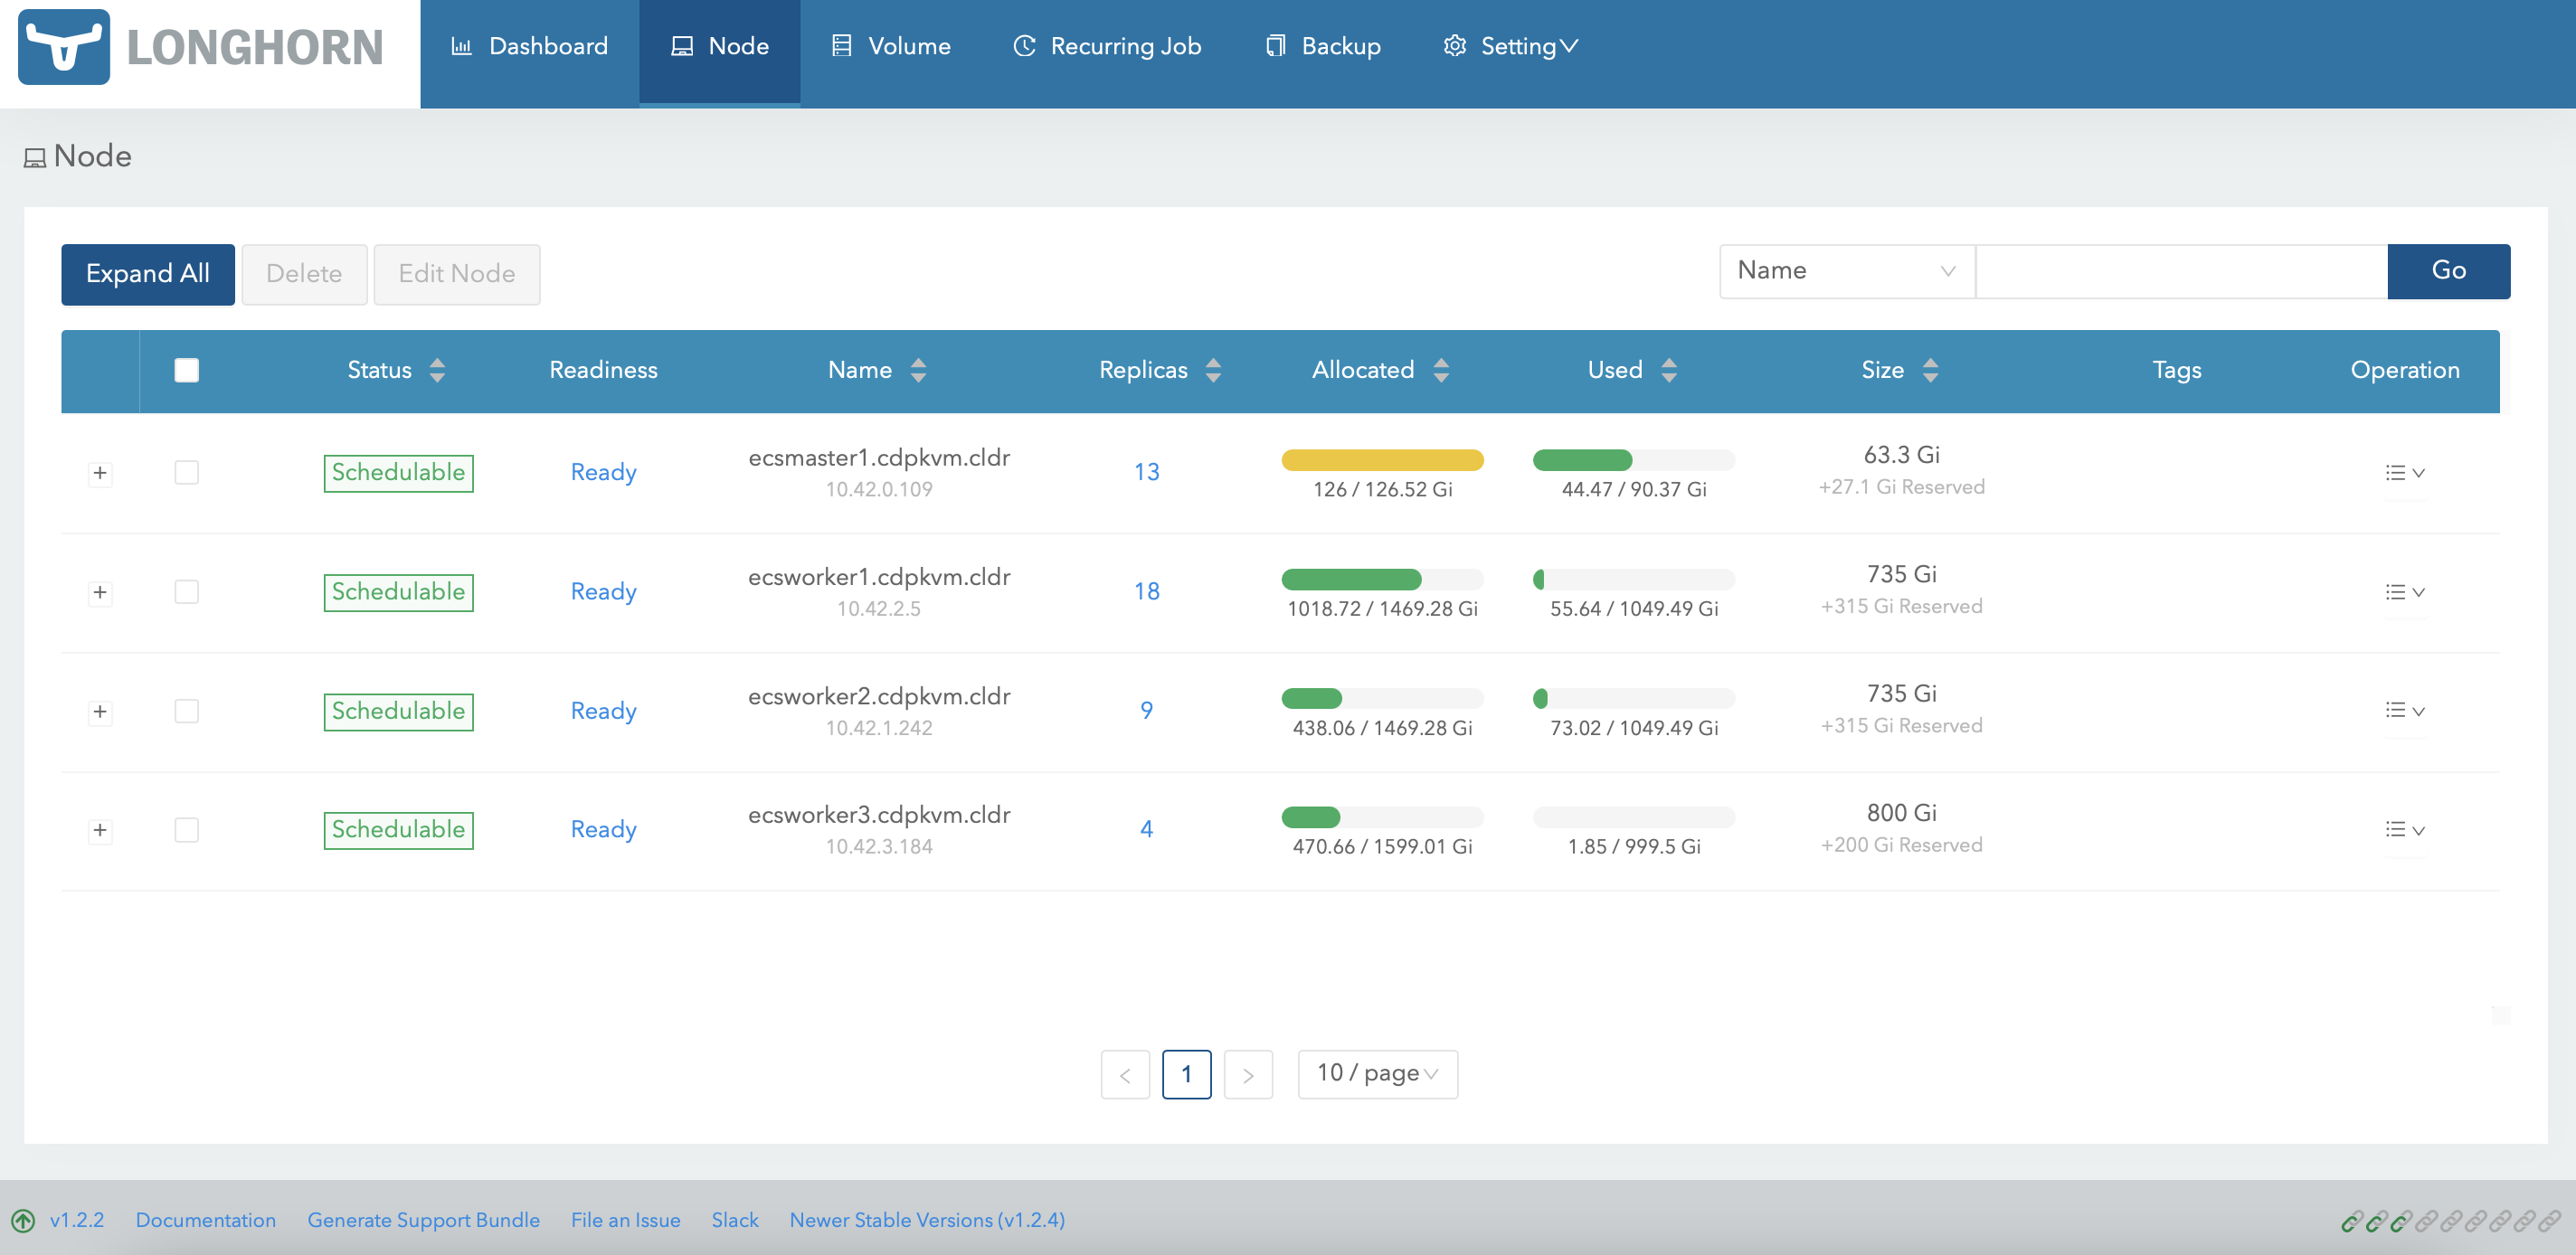 LONGHORN Dashboard Node Volume Recurring Job Backup Setting
Node
Expand All Delete Edit Node Name Go
Status Readiness Name Replicas Allocated Used Size Tags Operation
Schedulable Ready ecsmaster1.cdpkvm.cldr 13 63.3 Gi
10.42.0.109 126 / 126.52 Gi 44.47 / 90.37 Gi +27.1 Gi Reserved
Schedulable Ready ecsworker1.cdpkvm.cldr 18 735 Gi
10.42.2.5 1018.72 / 1469.28 Gi 55.64 / 1049.49 Gi +315 Gi Reserved
Schedulable Ready ecsworker2.cdpkvm.cldr 9 735 Gi
10.42.1.242 438.06 / 1469.28 Gi 73.02 / 1049.49 Gi +315 Gi Reserved
Schedulable Ready ecsworker3.cdpkvm.cldr 4 800 Gi
10.42.3.184 470.66 / 1599.01 Gi 1.85 / 999.5 Gi +200 Gi Reserved
< 1 > 10 / page
v1.2.2 Documentation Generate Support Bundle File an Issue Slack Newer Stable Versions (v1.2.4)